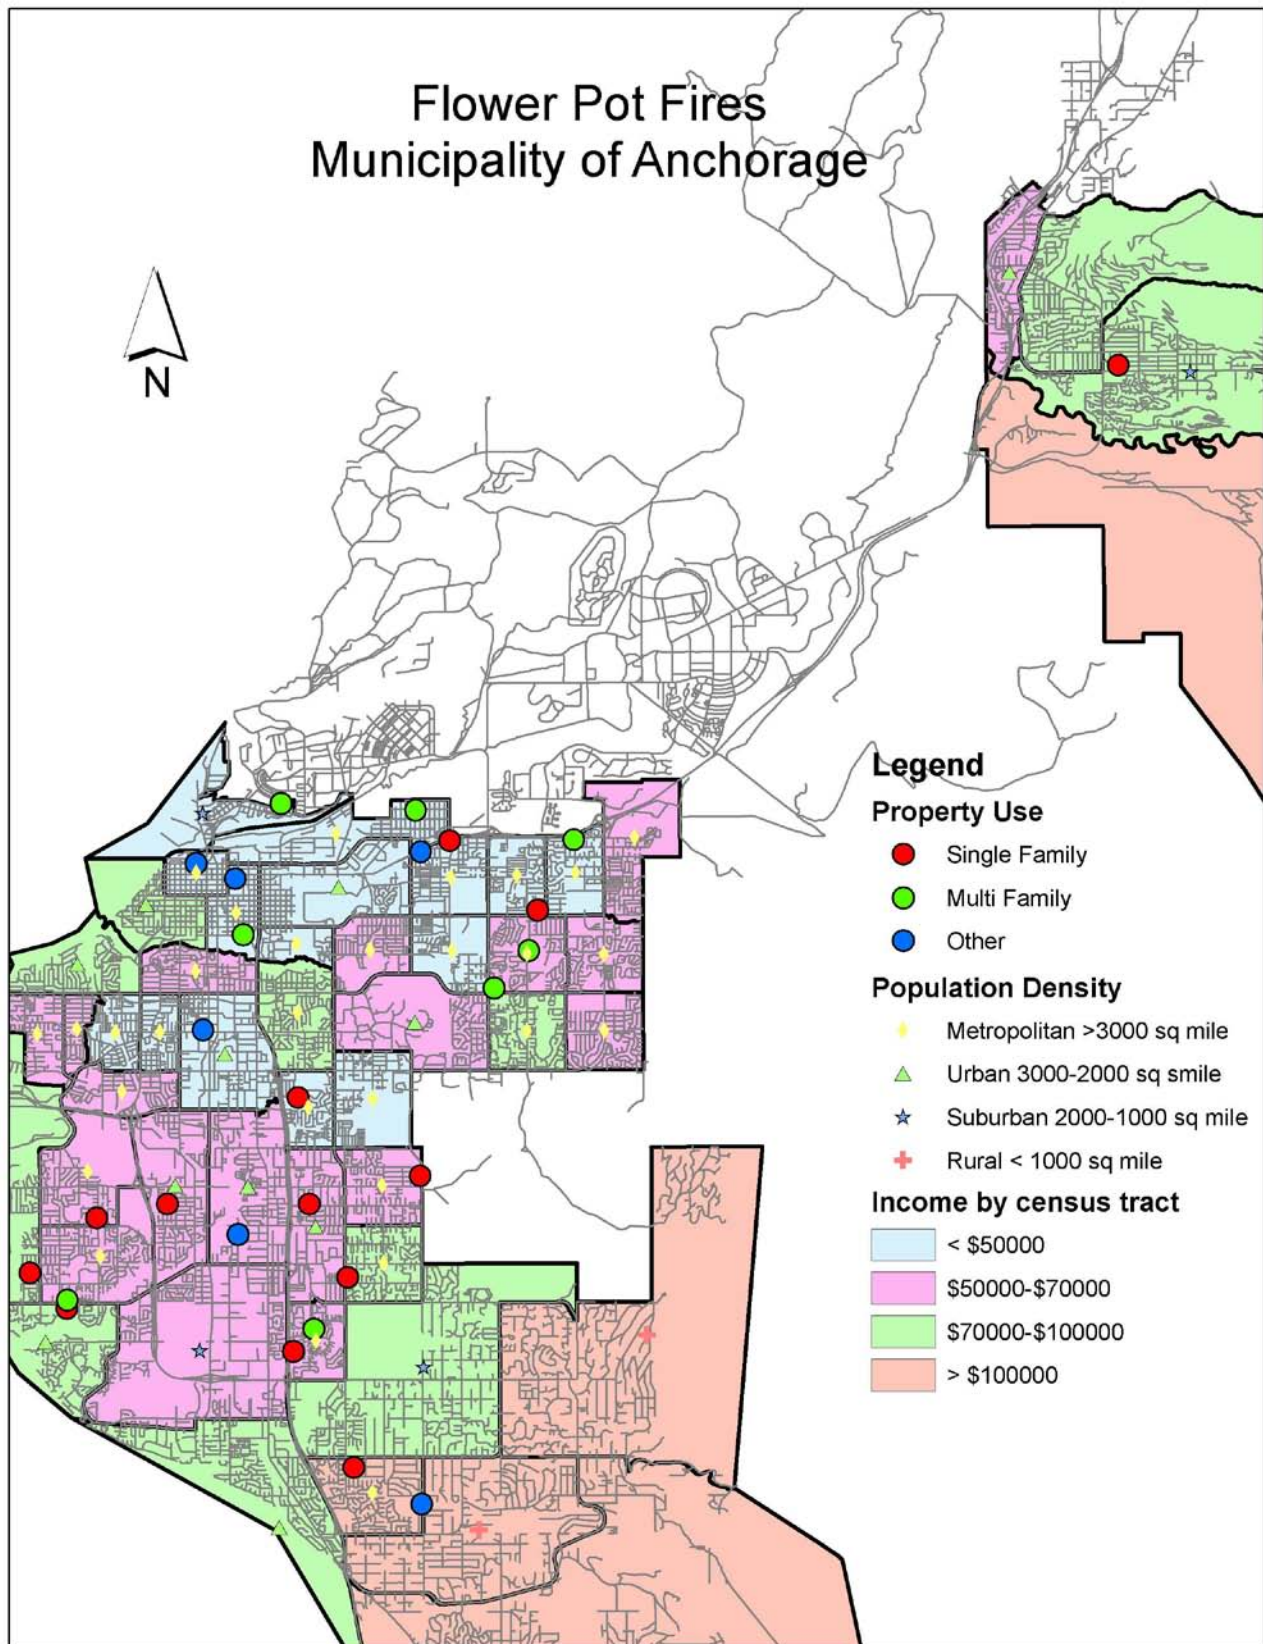 Flower Pot Fires
Municipality of Anchorage
N
Legend
Property Use
Single Family
Multi Family
Other
Population Density
Metropolitan >3000 sq mile
Urban 3000-2000 sq smile
Suburban 2000-1000 sq mile
Rural < 1000 sq mile
Income by census tract
< $50000
$50000-$70000
$70000-$100000
> $100000